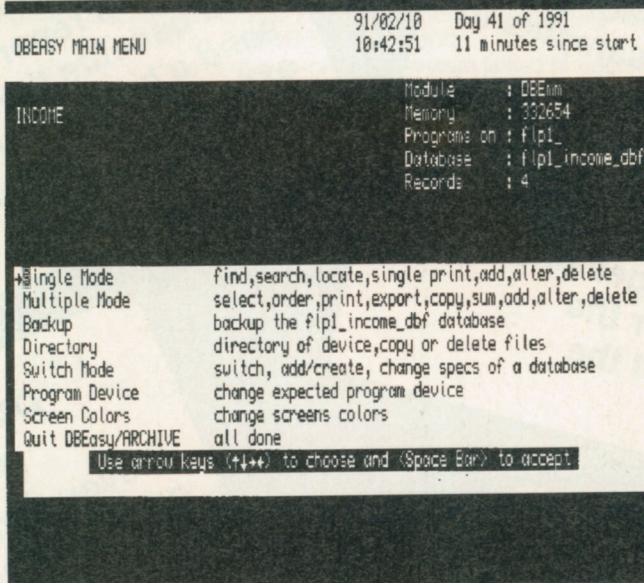 91/02/10 Day 41 of 1991
DBEASY MAIN MENU 10:42:51 11 minutes since start
Module : DBEmm
INCOME Memory : 332654
Programs on : flp1_
Database : flp1_income_dbf
Records : 4
→Single Mode find,search,locate,single print,add,alter,delete
Multiple Mode select,order,print,export,copy,sum,add,alter,delete
Backup backup the flp1_income_dbf database
Directory directory of device,copy or delete files
Switch Mode switch, add/create, change specs of a database
Program Device change expected program device
Screen Colors change screens colors
Quit DBEasy/ARCHIVE all done
Use arrow keys (↑↓→←) to choose and <Space Bar> to accept